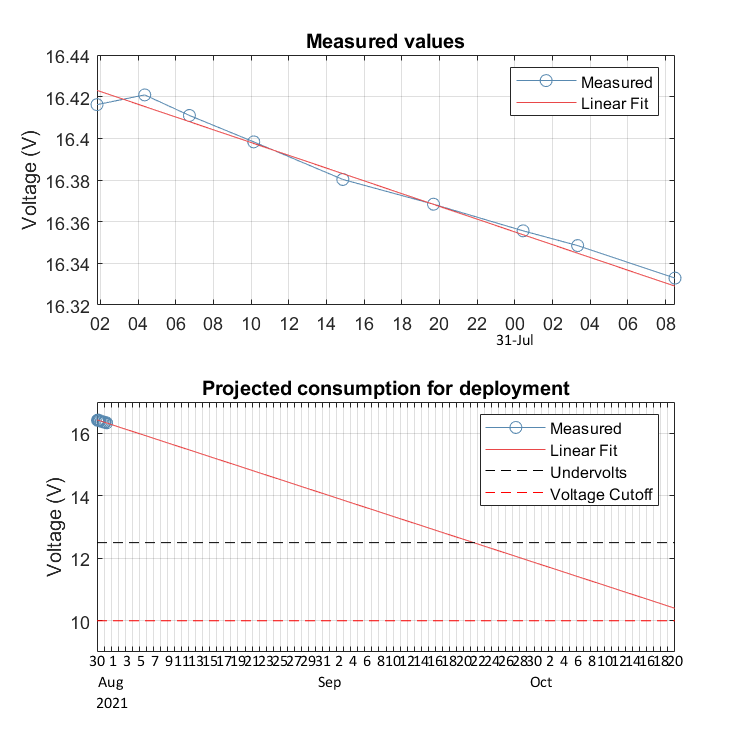 Measured values
16.44
16.42
16.4
16.38
16.36
16.34
16.32
Voltage (V)
Measured
Linear Fit
02 04 06 08 10 12 14 16 18 20 22 00 02 04 06 08
31-Jul
Projected consumption for deployment
16
14
12
10
Voltage (V)
Measured
Linear Fit
Undervolts
Voltage Cutoff
30 1 3 5 7 9 11 13 15 17 19 21 23 25 27 29 31 2 4 6 8 10 12 14 16 18 20 22 24 26 28 30 2 4 6 8 10 12 14 16 18 20
Aug Sep Oct
2021